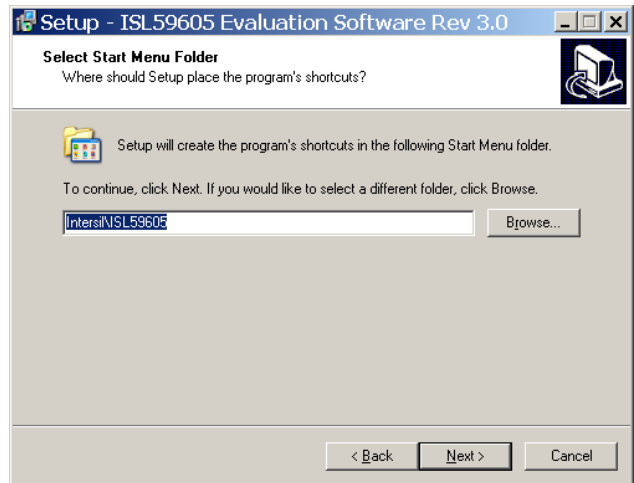 Setup - ISL59605 Evaluation Software Rev 3.0
Select Start Menu Folder
Where should Setup place the program's shortcuts?
Setup will create the program's shortcuts in the following Start Menu folder.
To continue, click Next. If you would like to select a different folder, click Browse.
Intersil\ISL59605
Browse...
< Back
Next >
Cancel